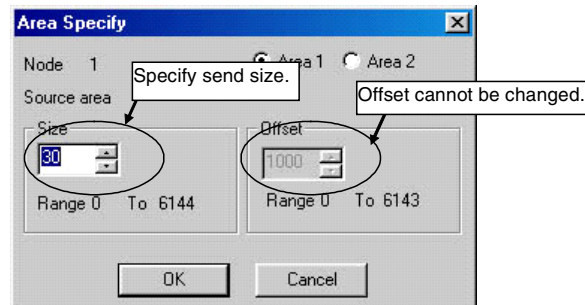 Area Specify
Node 1
Area 1 Area 2
Specify send size.
Source area
Offset cannot be changed.
Size
Offset
30
1000
Range 0 To 6144
Range 0 To 6143
OK
Cancel